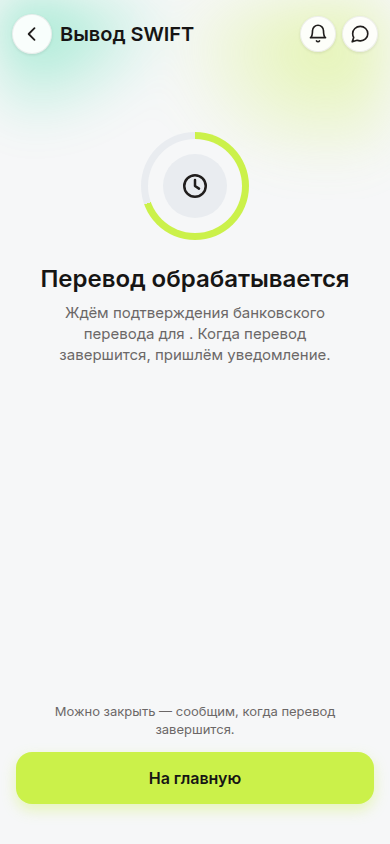 Вывод SWIFT
Перевод обрабатывается
Ждём подтверждения банковского
перевода для . Когда перевод
завершится, пришлём уведомление.
Можно закрыть — сообщим, когда перевод
завершится.
На главную